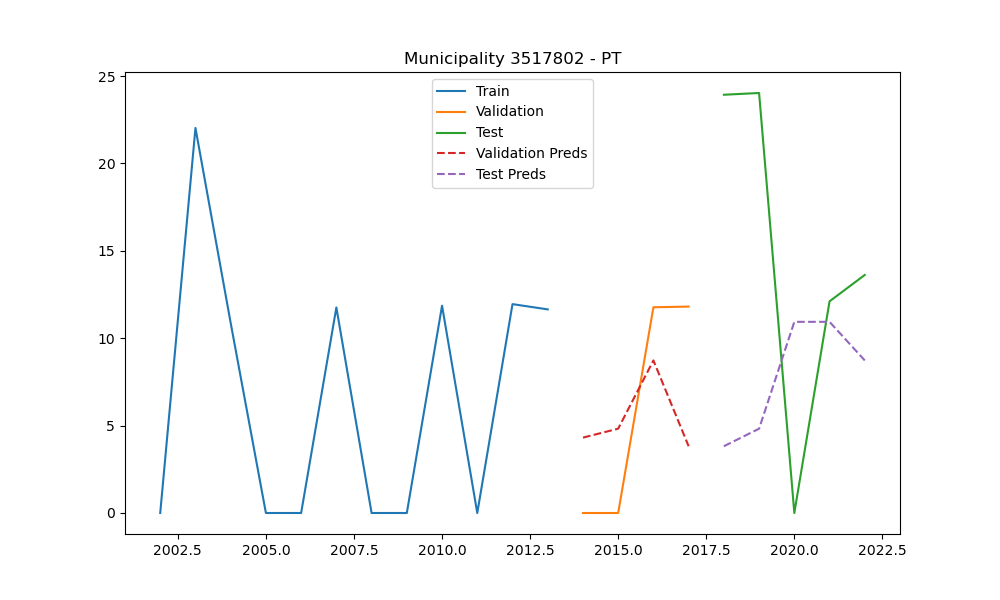 Municipality 3517802 - PT
25
20
15
10
5
0
Train
Validation
Test
Validation Preds
Test Preds
2002.5 2005.0 2007.5 2010.0 2012.5 2015.0 2017.5 2020.0 2022.5